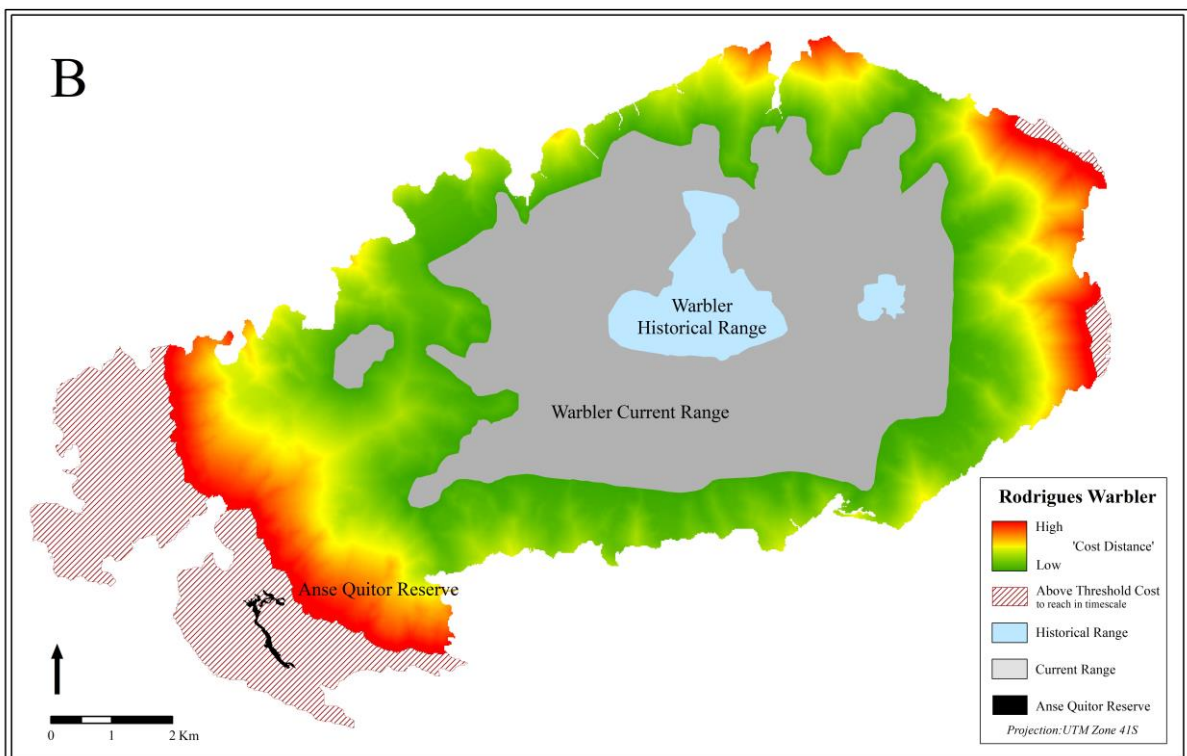 B
Warbler
Historical Range
Warbler Current Range
Anse Quitor Reserve
0 1 2 Km
Rodrigues Warbler
High
'Cost Distance'
Low
Above Threshold Cost
to reach in timescale
Historical Range
Current Range
Anse Quitor Reserve
Projection:UTM Zone 41S